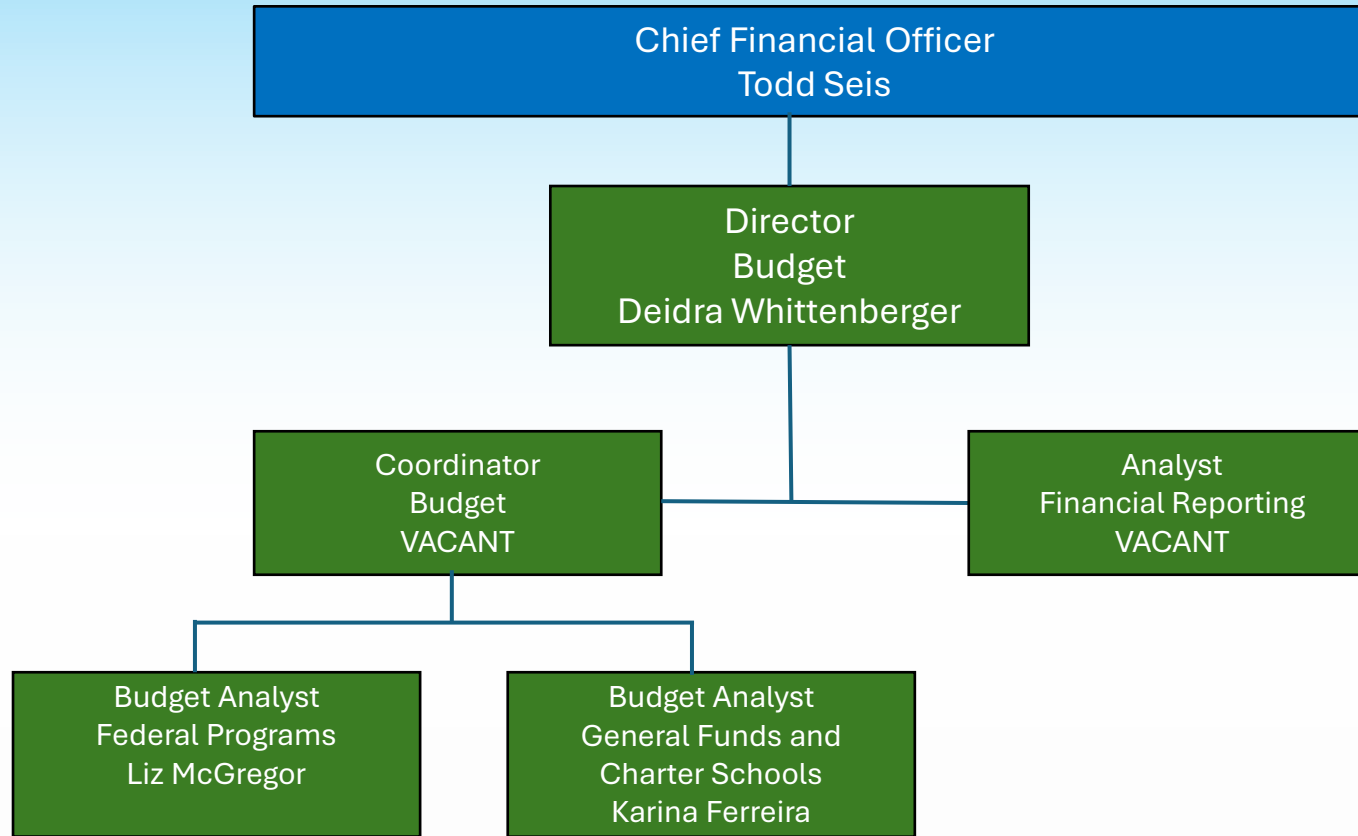 Chief Financial Officer
Todd Seis
Director
Budget
Deidra Whittenberger
Coordinator
Budget
VACANT
Analyst
Financial Reporting
VACANT
Budget Analyst
Federal Programs
Liz McGregor
Budget Analyst
General Funds and
Charter Schools
Karina Ferreira